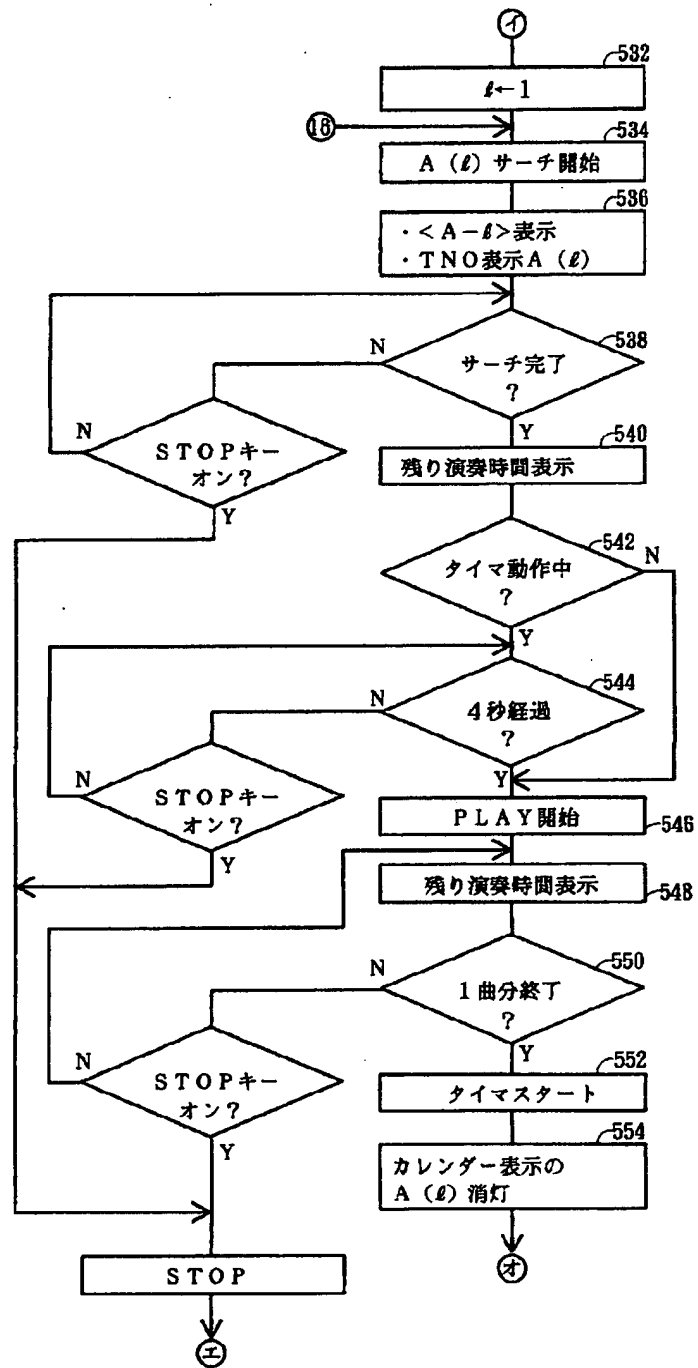 イ
532
ℓ←1
16
534
A(ℓ)サーチ開始
536
・<A-ℓ>表示
・TNO表示A(ℓ)
538
N
サーチ完了
?
Y
N
STOPキー
オン?
Y
540
残り演奏時間表示
542
タイマ動作中
?
N
Y
544
N
4秒経過
?
Y
N
STOPキー
オン?
Y
PLAY開始
546
残り演奏時間表示
548
550
N
1曲分終了
?
Y
N
STOPキー
オン?
Y
552
タイマスタート
554
カレンダー表示の
A(ℓ)消灯
オ
STOP
エ